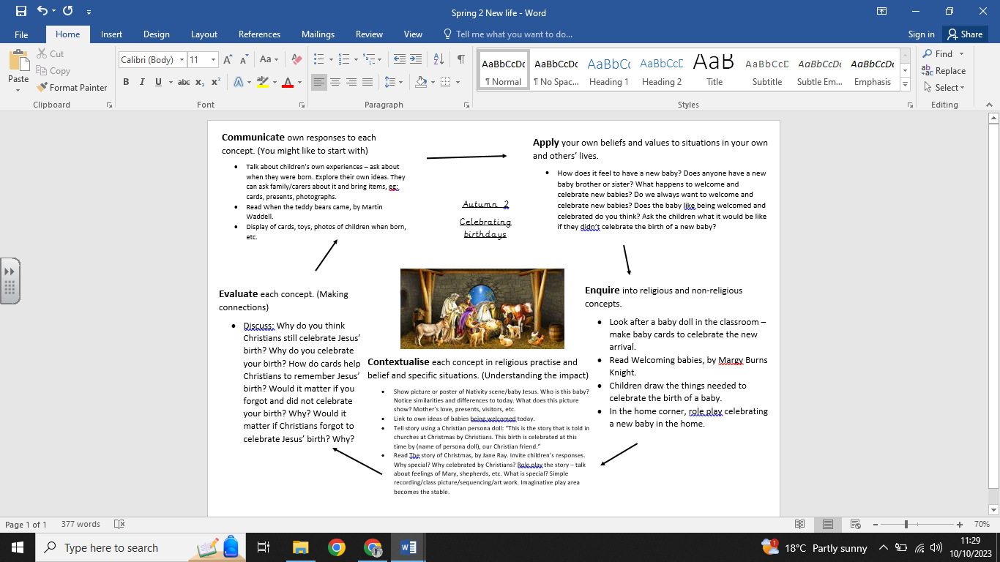 Spring 2 New life - Word
File
Home
Insert
Design
Layout
References
Mailings
Review
View
Tell me what you want to do...
Sign in
Share
Paste
Cut
Copy
Format Painter
Calibri (Body)
11
Aa
B I U abc x₂ x²
AaBbCcDc
¶ Normal
AaBbCcDc
¶ No Spac...
AaBbCc
Heading 1
AaBbCcD
Heading 2
AaB
Title
AaBbCcD
Subtitle
AaBbCcDc
Subtle Em...
AaBbCcDc
Emphasis
Find
Replace
Select
Clipboard
Font
Paragraph
Styles
Editing
Communicate own responses to each
concept. (You might like to start with)
• Talk about children's own experiences – ask about
when they were born. Explore their own ideas. They
can ask family/carers about it and bring items, eg:
cards, presents, photographs.
• Read When the teddy bears came, by Martin
Waddell.
• Display of cards, toys, photos of children when born,
etc.
Autumn 2
Celebrating
birthdays
Apply your own beliefs and values to situations in your own
and others' lives.
• How does it feel to have a new baby? Does anyone have a new
baby brother or sister? What happens to welcome and
celebrate new babies? Do we always want to welcome and
celebrate new babies? Does the baby like being welcomed and
celebrated do you think? Ask the children what it would be like
if they didn't celebrate the birth of a new baby?
Enquire into religious and non-religious
concepts.
• Look after a baby doll in the classroom –
make baby cards to celebrate the new
arrival.
• Read Welcoming babies, by Margy Burns
Knight.
• Children draw the things needed to
celebrate the birth of a baby.
• In the home corner, role play celebrating
a new baby in the home.
Contextualise each concept in religious practise and
belief and specific situations. (Understanding the impact)
• Show picture or poster of Nativity scene/baby Jesus. Who is this baby?
Notice similarities and differences to today. What does this picture
show? Mother's love, presents, visitors, etc.
• Link to own ideas of babies being welcomed today.
• Tell story using a Christian persona doll: "This is the story that is told in
churches at Christmas by Christians. This birth is celebrated at this
time by (name of persona doll), our Christian friend."
• Read The story of Christmas, by Jane Ray. Invite children's responses.
Why special? Why celebrated by Christians? Role play the story – talk
about feelings of Mary, shepherds, etc. What is special? Simple
recording/class picture/sequencing/art work. Imaginative play area
becomes the stable.
Evaluate each concept. (Making
connections)
• Discuss: Why do you think
Christians still celebrate Jesus'
birth? Why do you celebrate
your birth? How do cards help
Christians to remember Jesus'
birth? Would it matter if you
forgot and did not celebrate
your birth? Why? Would it
matter if Christians forgot to
celebrate Jesus' birth? Why?
Page 1 of 1
377 words
70%
Type here to search
1
18°C Partly sunny
11:29
10/10/2023